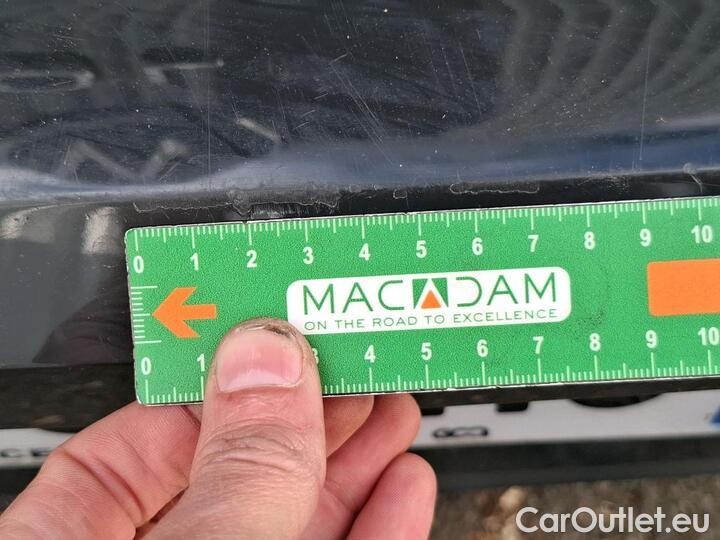 0 1 2 3 4 5 6 7 8 9 10
MACADAM
ON THE ROAD TO EXCELLENCE
0 1 3 4 5 6 7 8 9 10
CarOutlet.eu